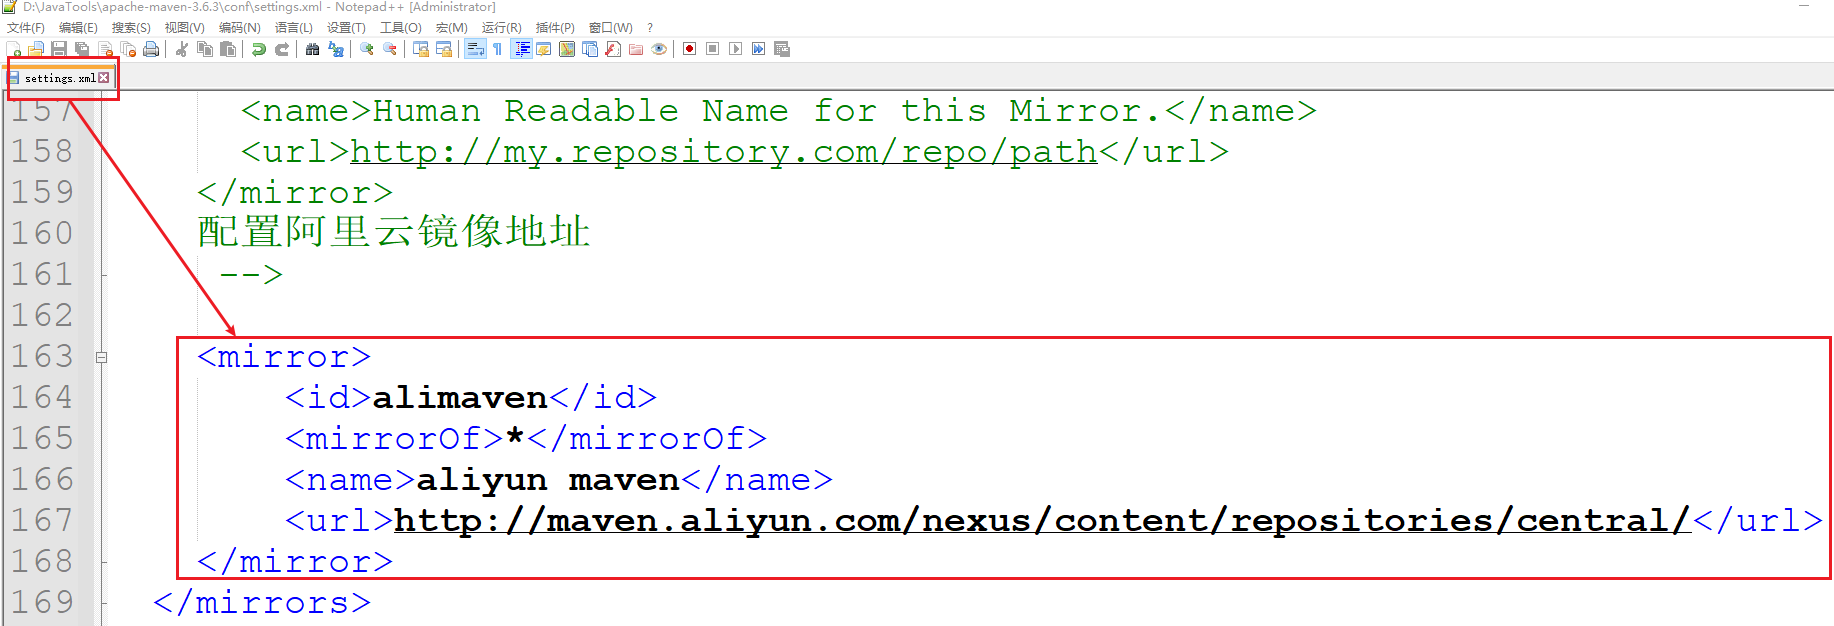 D:\JavaTools\apache-maven-3.6.3\conf\settings.xml - Notepad++ [Administrator]
文件(F) 编辑(E) 搜索(S) 视图(V) 编码(N) 语言(L) 设置(T) 工具(O) 宏(M) 运行(R) 插件(P) 窗口(W) ?
settings.xml
157 <name>Human Readable Name for this Mirror.</name>
158 <url>http://my.repository.com/repo/path</url>
159 </mirror>
160 配置阿里云镜像地址
161 -->
162
163 <mirror>
164 <id>alimaven</id>
165 <mirrorOf>*</mirrorOf>
166 <name>aliyun maven</name>
167 <url>http://maven.aliyun.com/nexus/content/repositories/central/</url>
168 </mirror>
169 </mirrors>